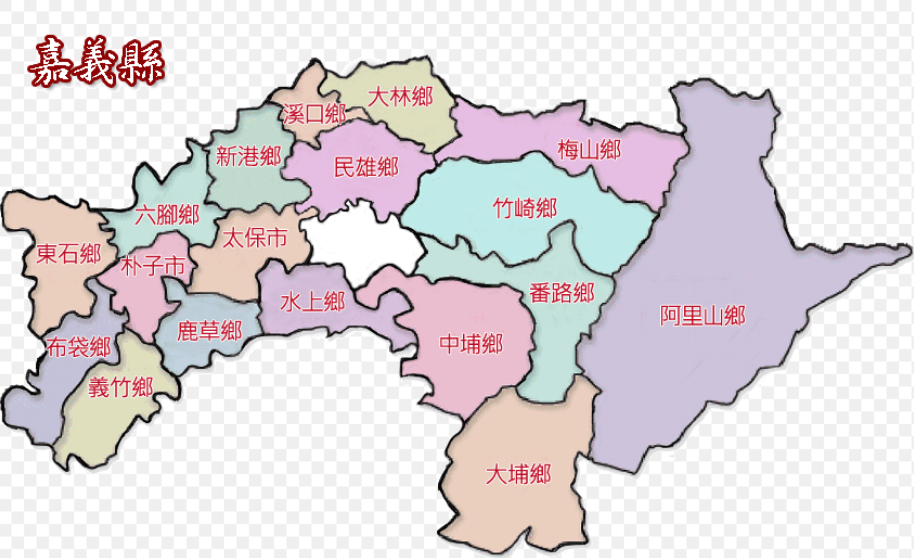 嘉義縣
大林鄉
溪口鄉
梅山鄉
新港鄉
民雄鄉
竹崎鄉
六腳鄉
太保市
東石鄉
朴子市
番路鄉
水上鄉
阿里山鄉
鹿草鄉
布袋鄉
中埔鄉
義竹鄉
大埔鄉